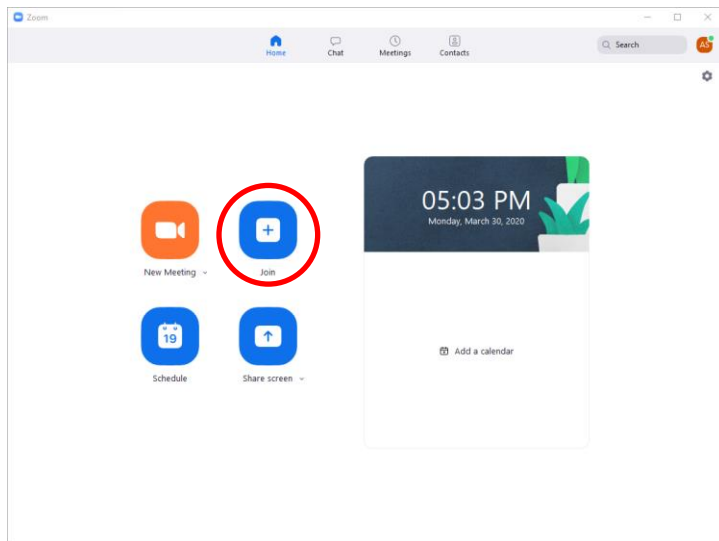 Zoom
Home
Chat
Meetings
Contacts
Search
AS
05:03 PM
Monday, March 30, 2020
New Meeting
Join
19
Schedule
Share screen
Add a calendar